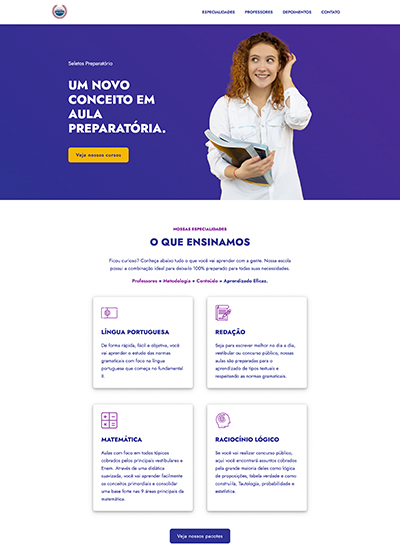 ESPECIALIDADES PROFESSORES DEPOIMENTOS CONTATO
Seletos Preparatório
UM NOVO
CONCEITO EM
AULA
PREPARATÓRIA.
Veja nossos cursos
NOSSAS ESPECIALIDADES
O QUE ENSINAMOS
Ficou curioso? Conheça abaixo tudo o que você vai aprender com a gente. Nossa escola
possui a combinação ideal para deixa-lo 100% preparado para todas suas necessidades.
Professores + Metodologia + Conteúdo = Aprendizado Eficaz.
LÍNGUA PORTUGUESA
De forma rápida, fácil e objetiva, você
vai aprender o estudo das normas
gramaticais com foco na língua
portuguesa que começa no fundamental
II.
REDAÇÃO
Seja para escrever melhor no dia a dia,
vestibular ou concurso público, nossas
aulas são preparadas para o
aprendizado de tipos textuais e
respeitando as normas gramaticais.
MATEMÁTICA
Aulas com foco em todos tópicos
cobrados pelos principais vestibulares e
Enem. Através de uma didática
suavizada, você vai aprender facilmente
os conceitos primordiais e consolidar
uma base forte nas 9 áreas principais da
matemática.
RACIOCÍNIO LÓGICO
Se você vai realizar concurso público,
aqui você encontrará assuntos cobrados
pela grande maioria deles como lógica
de proposições, tabela-verdade e como
construí-la, Tautologia, probabilidade e
estatística.
Veja nossos pacotes